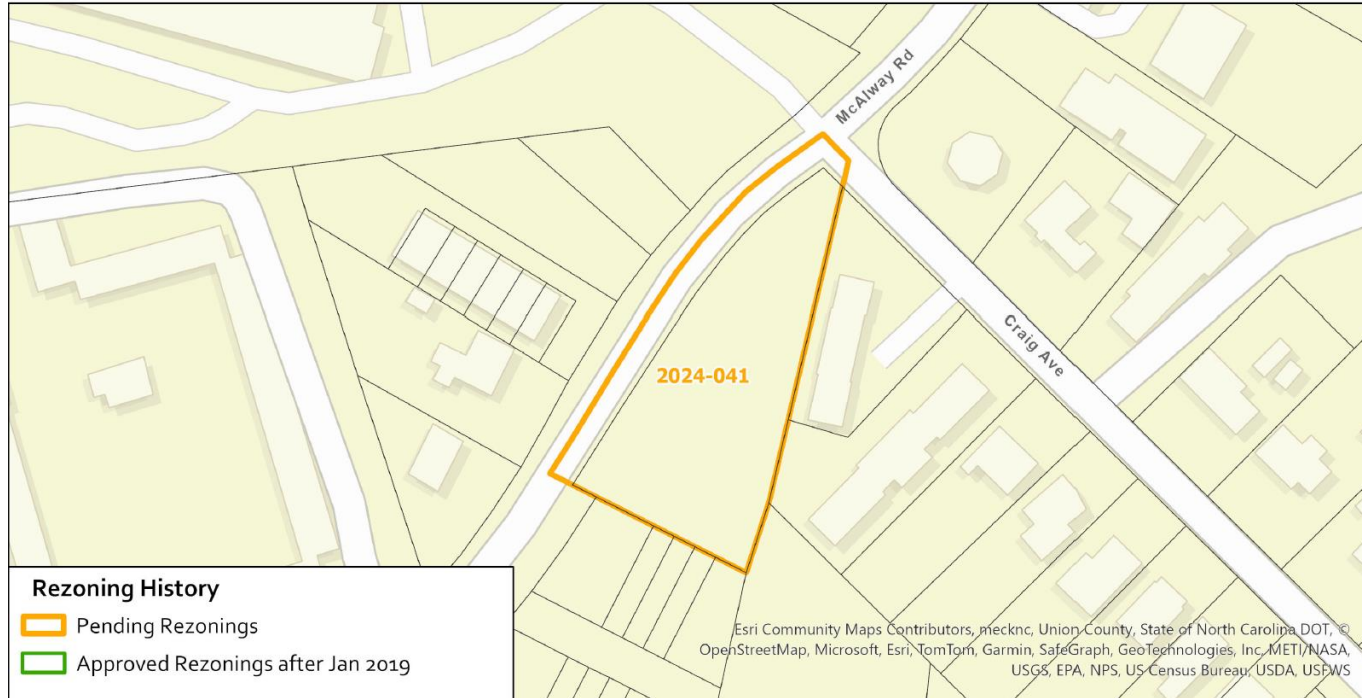 McAlway Rd
2024-041
Craig Ave
Rezoning History
Pending Rezonings
Approved Rezonings after Jan 2019
Esri Community Maps Contributors, mecknc, Union County, State of North Carolina DOT, ©
OpenStreetMap, Microsoft, Esri, TomTom, Garmin, SafeGraph, GeoTechnologies, Inc, METI/NASA,
USGS, EPA, NPS, US Census Bureau, USDA, USFWS